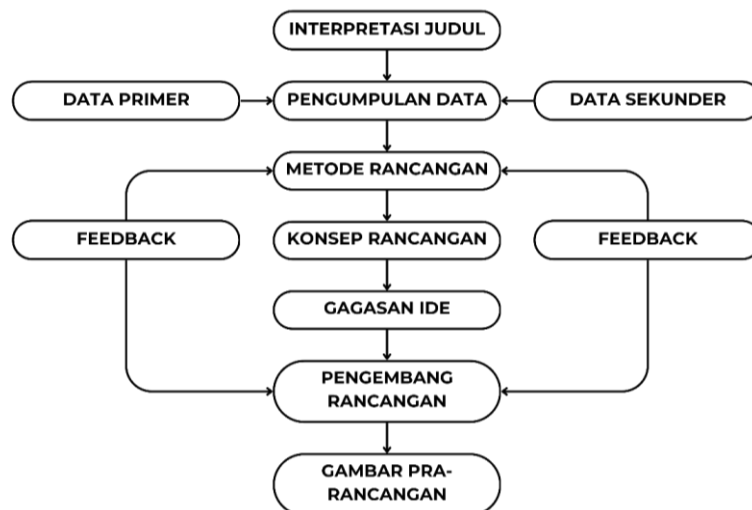 INTERPRETASI JUDUL
DATA PRIMER
PENGUMPULAN DATA
DATA SEKUNDER
METODE RANCANGAN
FEEDBACK
KONSEP RANCANGAN
FEEDBACK
GAGASAN IDE
PENGEMBANG
RANCANGAN
GAMBAR PRA-
RANCANGAN